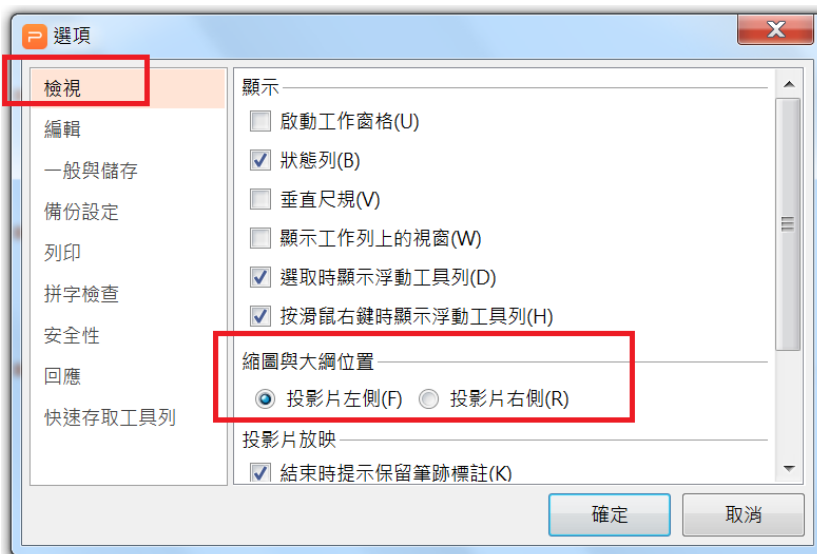 選項
檢視
編輯
一般與儲存
備份設定
列印
拼字檢查
安全性
回應
快速存取工具列
顯示
啟動工作窗格(U)
狀態列(B)
垂直尺規(V)
顯示工作列上的視窗(W)
選取時顯示浮動工具列(D)
按滑鼠右鍵時顯示浮動工具列(H)
縮圖與大綱位置
投影片左側(F) 投影片右側(R)
投影片放映
結束時提示保留筆跡標註(K)
確定 取消